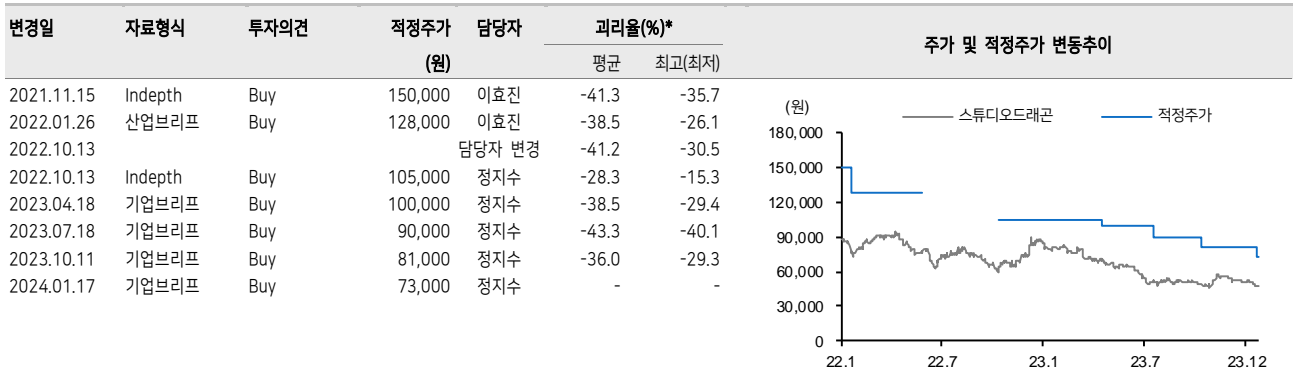 변경일 자료형식 투자의견 적정주가 담당자 괴리율(%)* 주가 및 적정주가 변동추이
(원) 평균 최고(최저)
2021.11.15 Indepth Buy 150,000 이효진 -41.3 -35.7
2022.01.26 산업브리프 Buy 128,000 이효진 -38.5 -26.1
2022.10.13 담당자 변경 -41.2 -30.5
2022.10.13 Indepth Buy 105,000 정지수 -28.3 -15.3
2023.04.18 기업브리프 Buy 100,000 정지수 -38.5 -29.4
2023.07.18 기업브리프 Buy 90,000 정지수 -43.3 -40.1
2023.10.11 기업브리프 Buy 81,000 정지수 -36.0 -29.3
2024.01.17 기업브리프 Buy 73,000 정지수 - -
(원) 스튜디오드래곤 적정주가
180,000
150,000
120,000
90,000
60,000
30,000
0
22.1 22.7 23.1 23.7 23.12